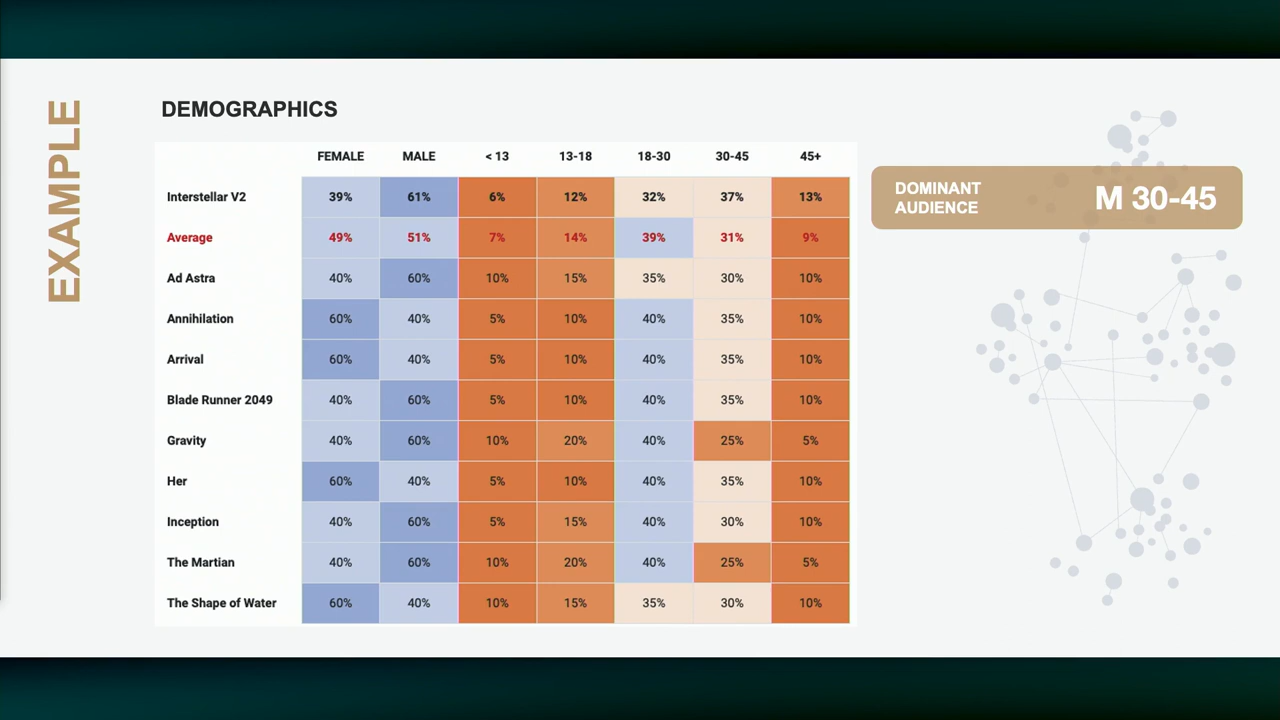 EXAMPLE
DEMOGRAPHICS
FEMALE MALE < 13 13-18 18-30 30-45 45+
Interstellar V2 39% 61% 6% 12% 32% 37% 13%
Average 49% 51% 7% 14% 39% 31% 9%
Ad Astra 40% 60% 10% 15% 35% 30% 10%
Annihilation 60% 40% 5% 10% 40% 35% 10%
Arrival 60% 40% 5% 10% 40% 35% 10%
Blade Runner 2049 40% 60% 5% 10% 40% 35% 10%
Gravity 40% 60% 10% 20% 40% 25% 5%
Her 60% 40% 5% 10% 40% 35% 10%
Inception 40% 60% 5% 15% 40% 30% 10%
The Martian 40% 60% 10% 20% 40% 25% 5%
The Shape of Water 60% 40% 10% 15% 35% 30% 10%
DOMINANT
AUDIENCE
M 30-45